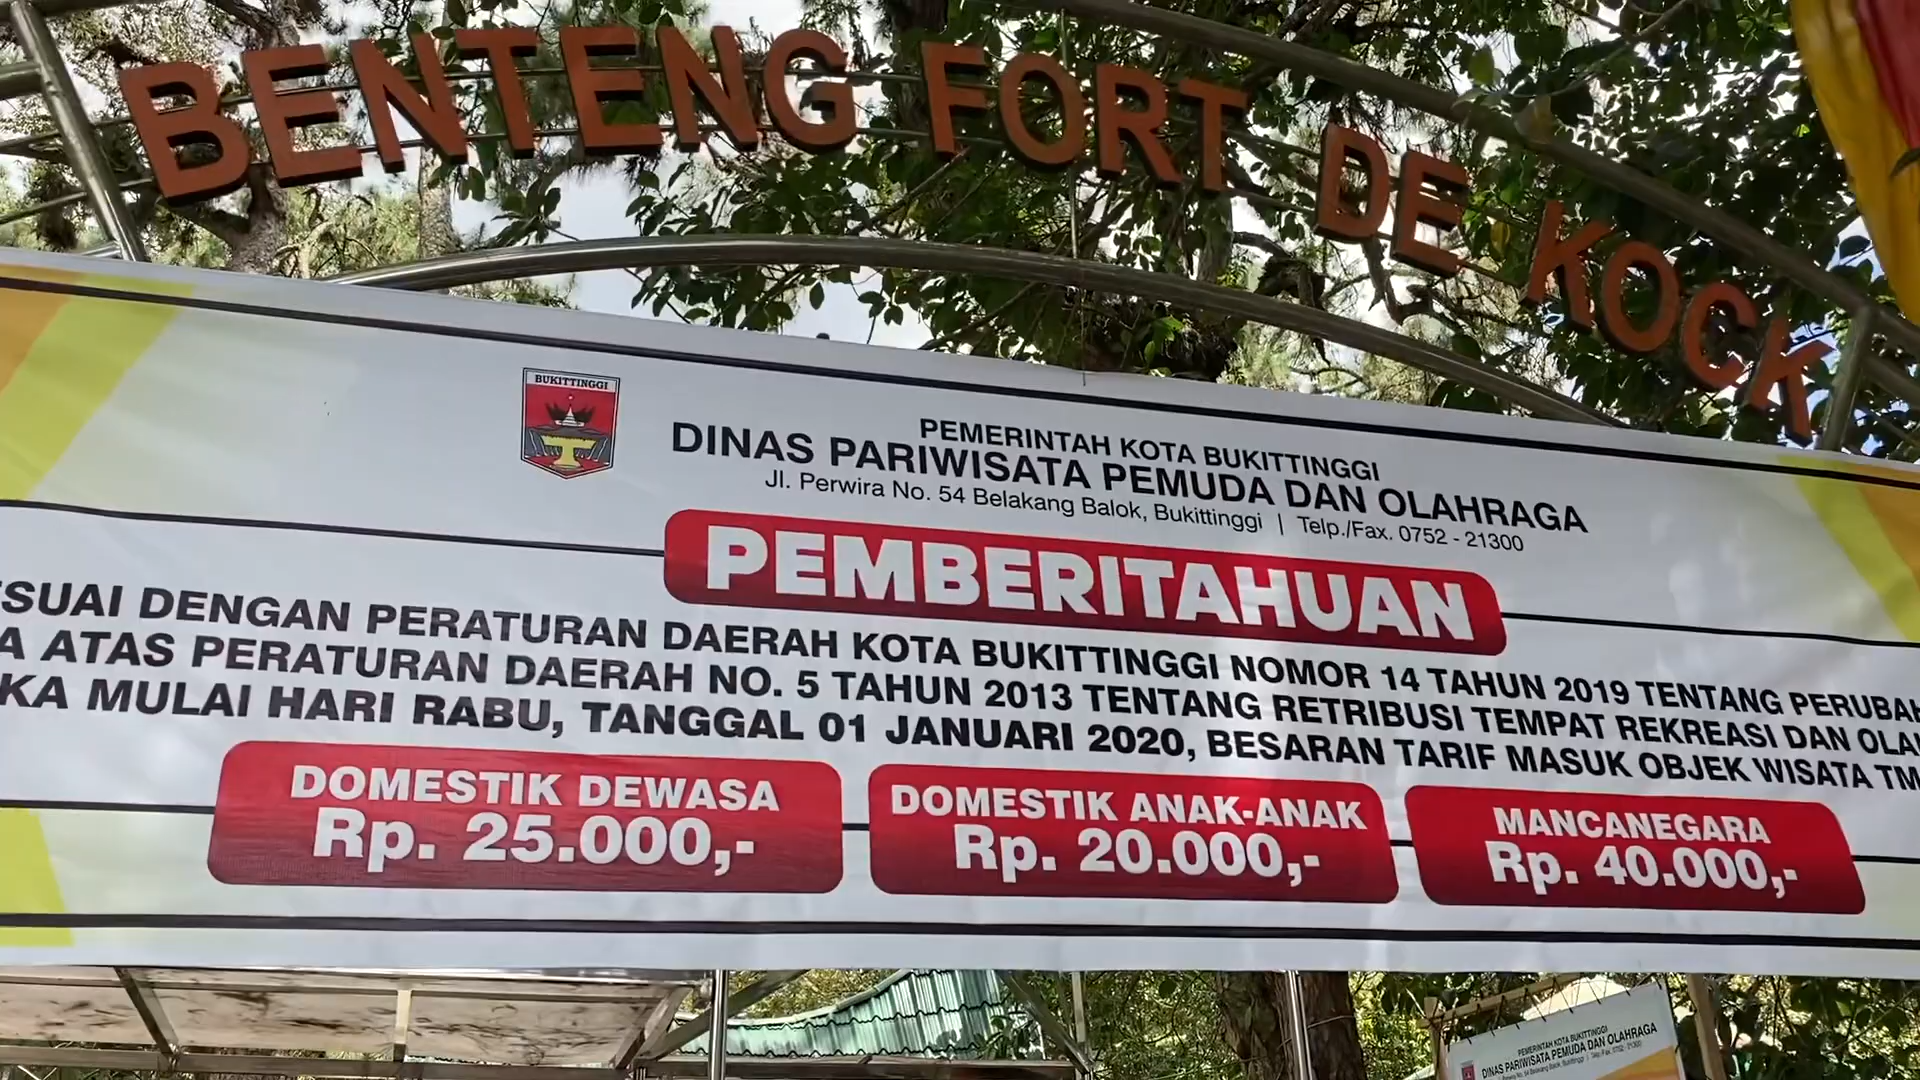 BENTENG FORT DE KOCK
BUKITTINGGI
PEMERINTAH KOTA BUKITTINGGI
DINAS PARIWISATA PEMUDA DAN OLAHRAGA
Jl. Perwira No. 54 Belakang Balok, Bukittinggi | Telp./Fax. 0752 - 21300
PEMBERITAHUAN
SUAI DENGAN PERATURAN DAERAH KOTA BUKITTINGGI NOMOR 14 TAHUN 2019 TENTANG PERUBAH
A ATAS PERATURAN DAERAH NO. 5 TAHUN 2013 TENTANG RETRIBUSI TEMPAT REKREASI DAN OLA
KA MULAI HARI RABU, TANGGAL 01 JANUARI 2020, BESARAN TARIF MASUK OBJEK WISATA TM
DOMESTIK DEWASA
Rp. 25.000,-
DOMESTIK ANAK-ANAK
Rp. 20.000,-
MANCANEGARA
Rp. 40.000,-
PEMERINTAH KOTA BUKITTINGGI
DINAS PARIWISATA PEMUDA DAN OLAHRAGA